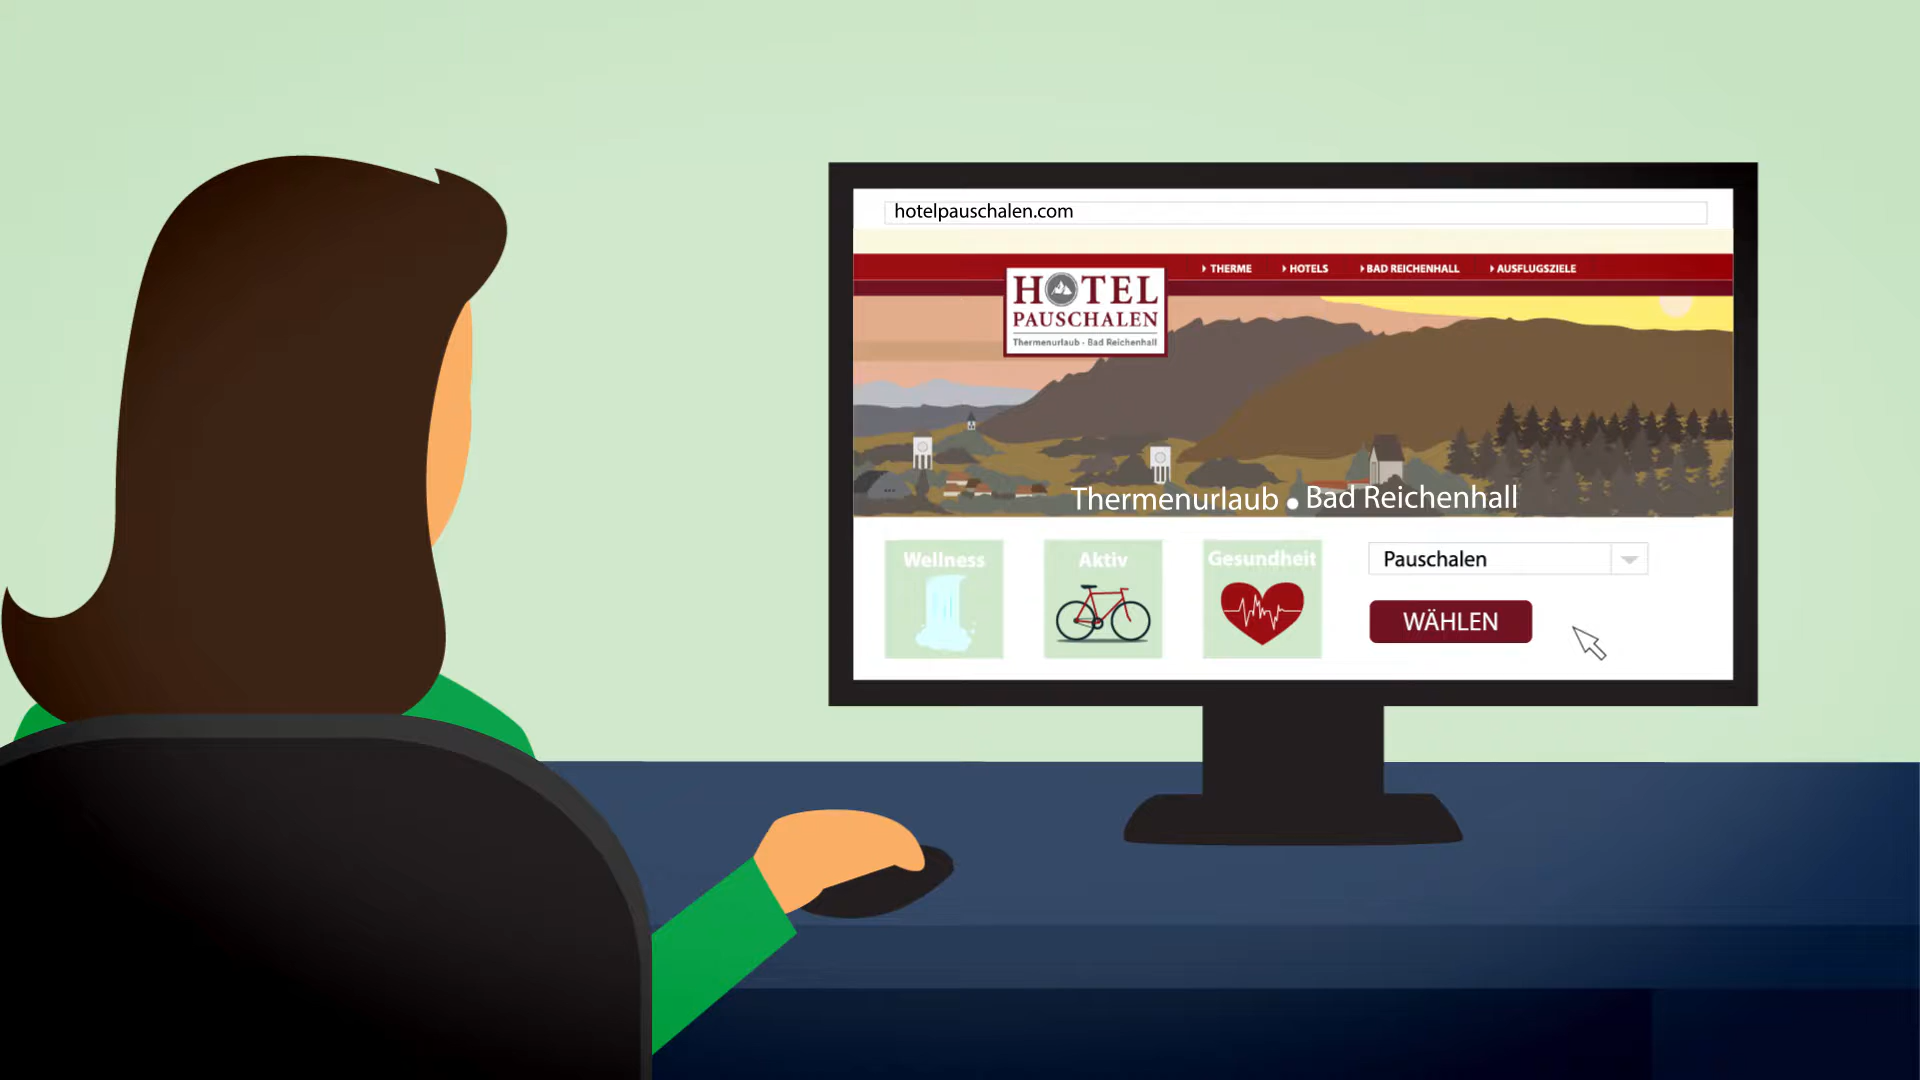 hotelpauschalen.com
THERME HOTELS BAD REICHENHALL AUSFLUGSZIELE
HOTEL
PAUSCHALEN
Thermenurlaub - Bad Reichenhall
Thermenurlaub • Bad Reichenhall
Wellness Aktiv Gesundheit Pauschalen
WÄHLEN